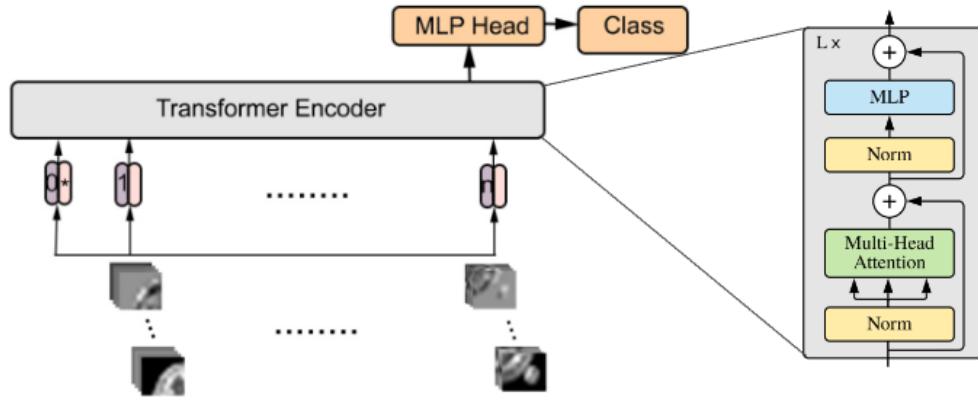 MLP Head
Class
Transformer Encoder
0 *
1
n
L ×
+
MLP
Norm
+
Multi-Head
Attention
Norm